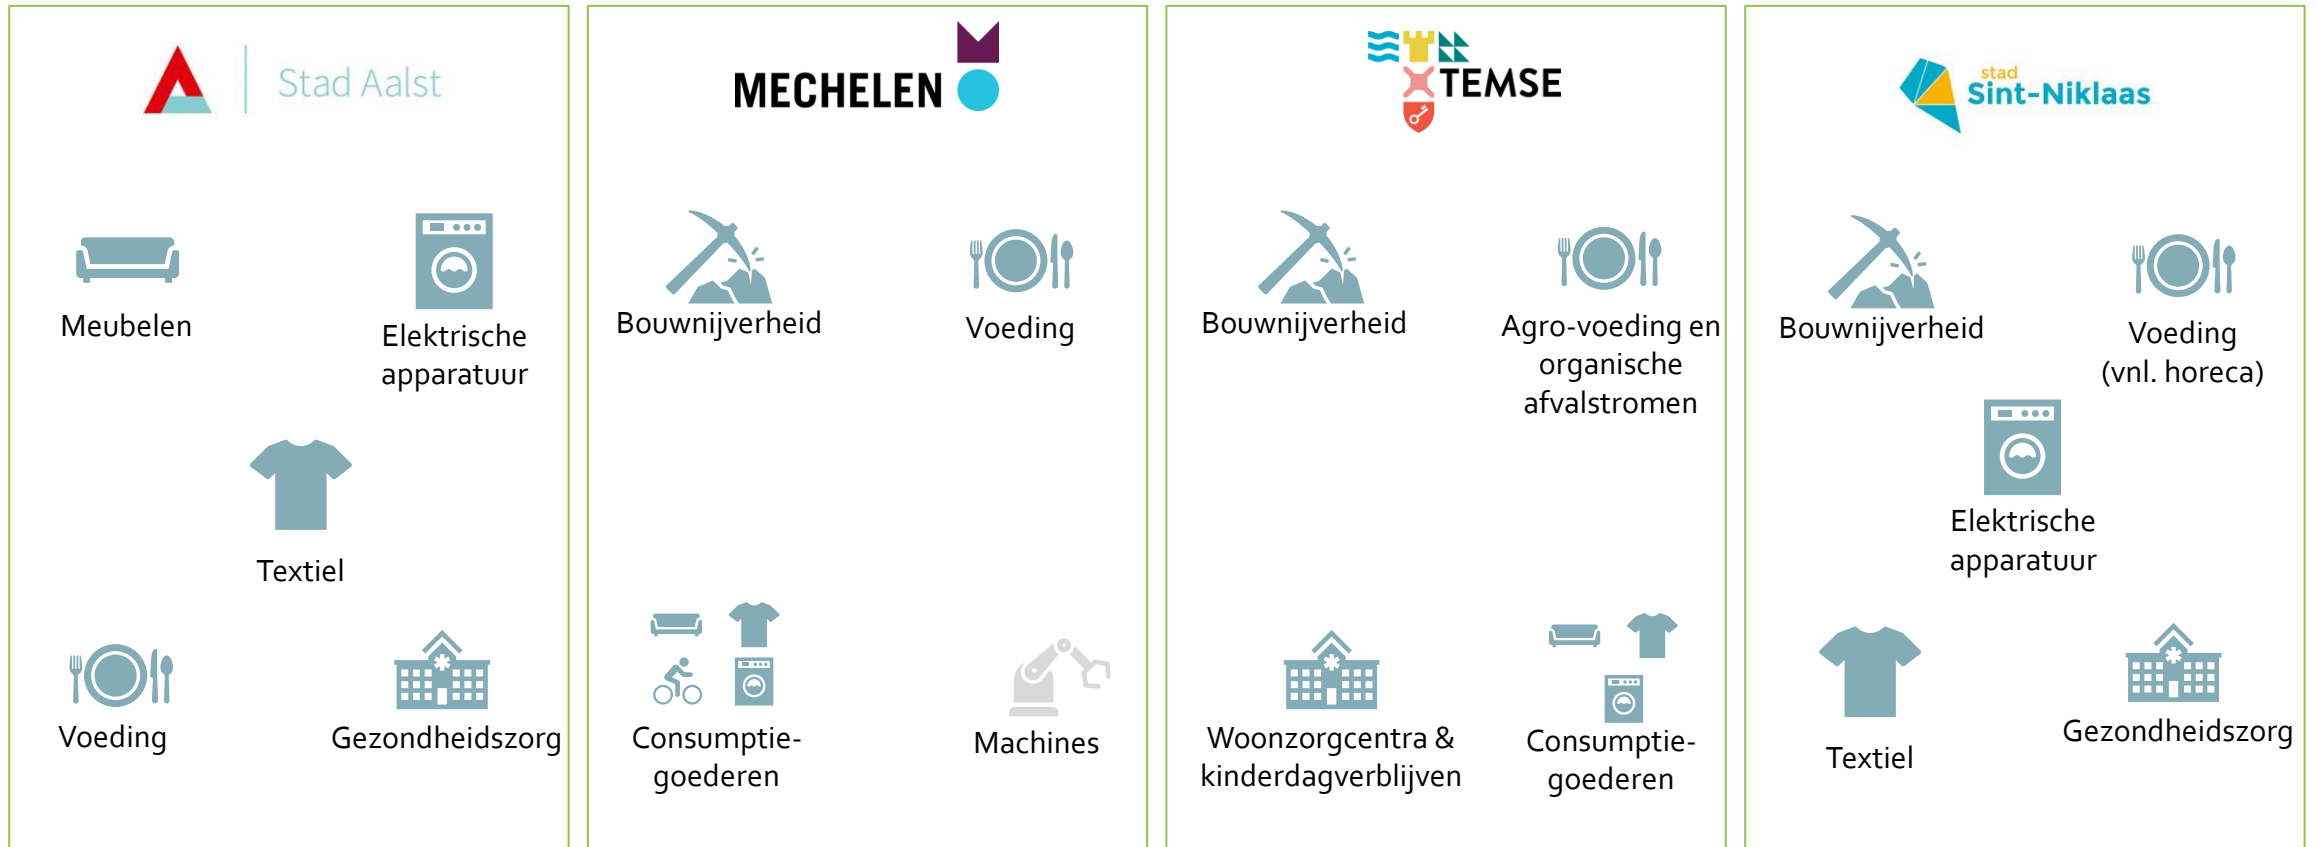 Stad Aalst
Meubelen
Elektrische
apparatuur
Textiel
Voeding
Gezondheidszorg
MECHELEN
Bouwnijverheid
Voeding
Consumptie-
goederen
Machines
TEMSE
Bouwnijverheid
Agro-voeding en
organische
afvalstromen
Woonzorgcentra &
kinderdagverblijven
Consumptie-
goederen
stad
Sint-Niklaas
Bouwnijverheid
Voeding
(vnl. horeca)
Elektrische
apparatuur
Textiel
Gezondheidszorg